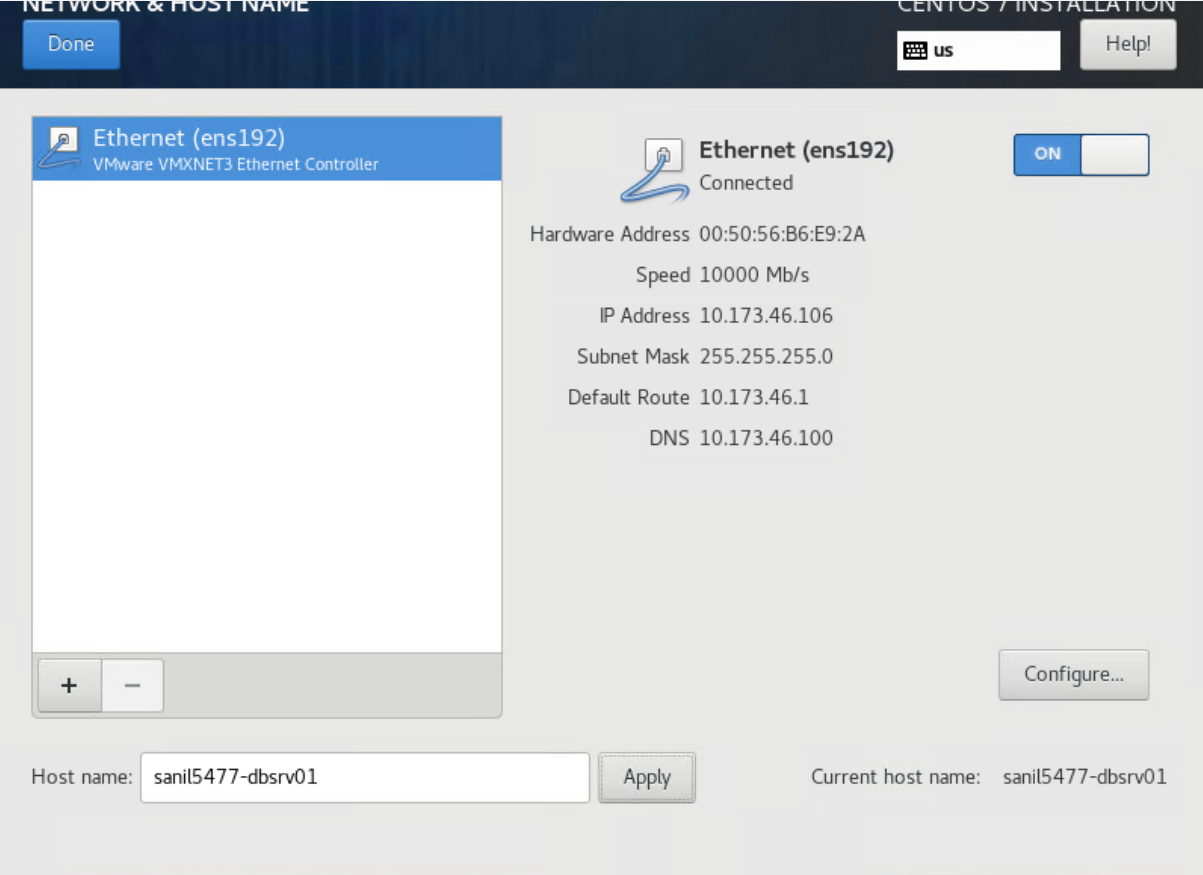 NETWORK & HOST NAME
CENTOS 7 INSTALLATION
Done
us
Help!
Ethernet (ens192)
VMware VMXNET3 Ethernet Controller
Ethernet (ens192)
Connected
ON
Hardware Address 00:50:56:B6:E9:2A
Speed 10000 Mb/s
IP Address 10.173.46.106
Subnet Mask 255.255.255.0
Default Route 10.173.46.1
DNS 10.173.46.100
+ −
Configure...
Host name: sanil5477-dbsrv01 Apply Current host name: sanil5477-dbsrv01